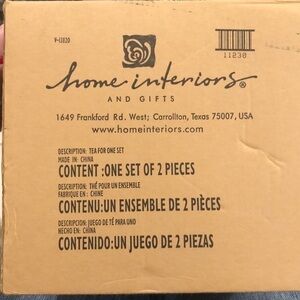 V-11820
11230
home interiors®
AND GIFTS
1649 Frankford Rd. West; Carrollton, Texas 75007, USA
www.homeinteriors.com
DESCRIPTION: TEA FOR ONE SET
MADE IN: CHINA
CONTENT :ONE SET OF 2 PIECES
DESCRIPTION: THÉ POUR UN ENSEMBLE
FABRIQUE EN: CHINE
CONTENU:UN ENSEMBLE DE 2 PIÈCES
DESCRIPCION: JUEGO DE TÉ PARA UNO
HECHO EN: CHINA
CONTENIDO:UN JUEGO DE 2 PIEZAS